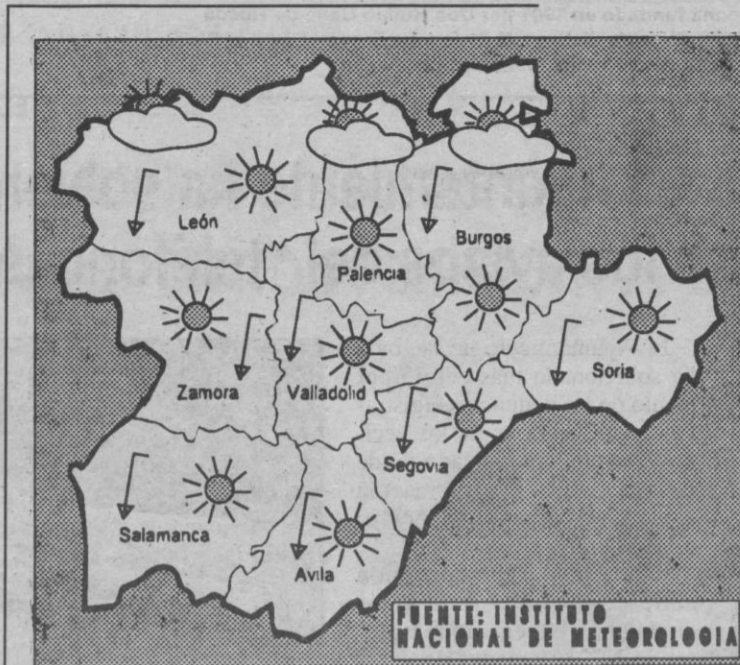 León
Burgos
Palencia
Zamora
Valladolid
Soria
Segovia
Salamanca
Avila
FUENTE: INSTITUTO
NACIONAL DE METEOROLOGIA